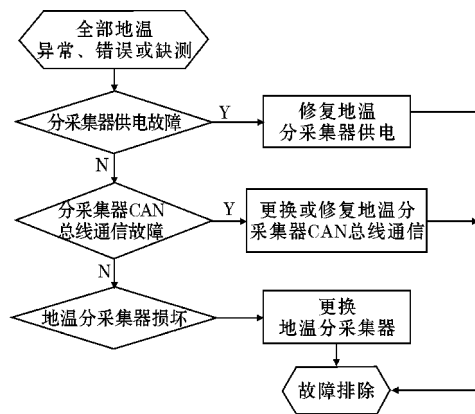 全部地温
异常、错误或缺测
分采集器供电故障
Y
修复地温
分采集器供电
N
分采集器CAN
总线通信故障
Y
更换或修复地温分
采集器CAN总线通信
N
地温分采集器损坏
更换
地温分采集器
故障排除